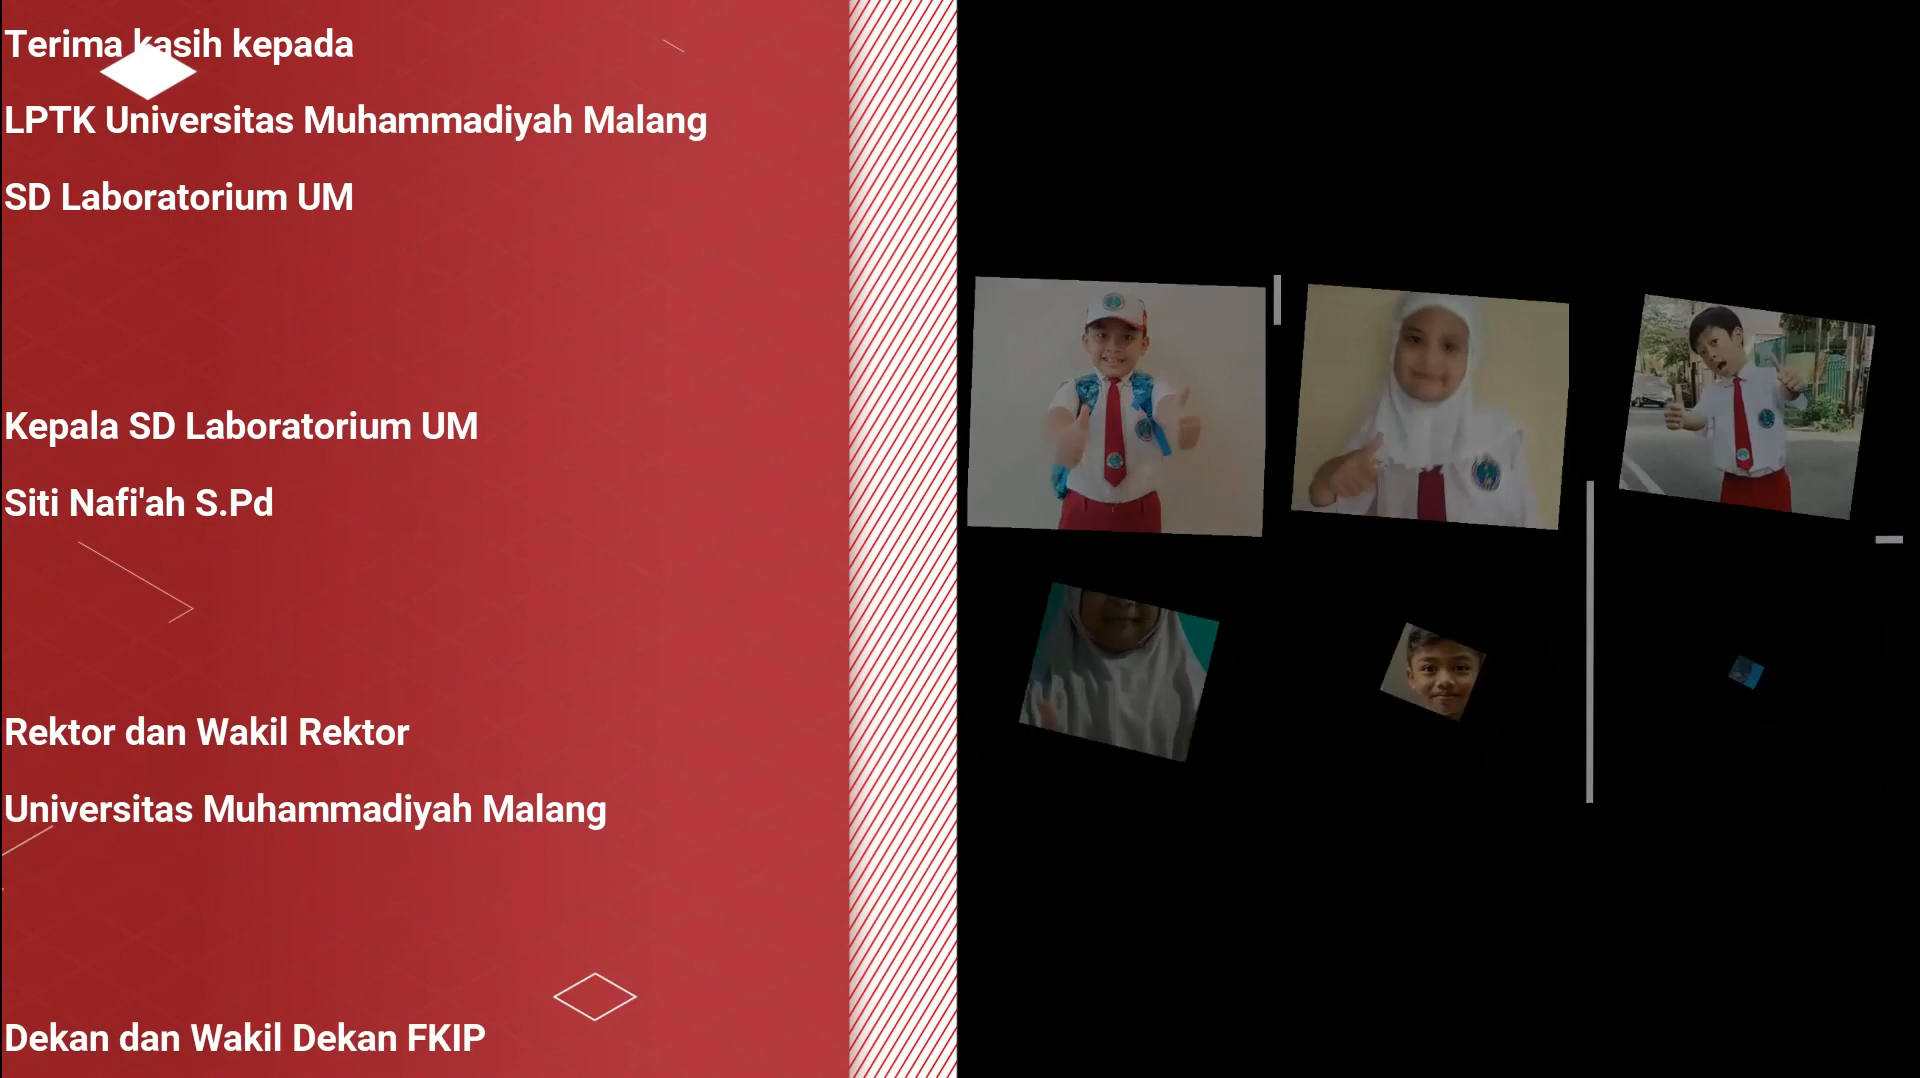 Terima kasih kepada
LPTK Universitas Muhammadiyah Malang
SD Laboratorium UM
Kepala SD Laboratorium UM
Siti Nafi'ah S.Pd
Rektor dan Wakil Rektor
Universitas Muhammadiyah Malang
Dekan dan Wakil Dekan FKIP